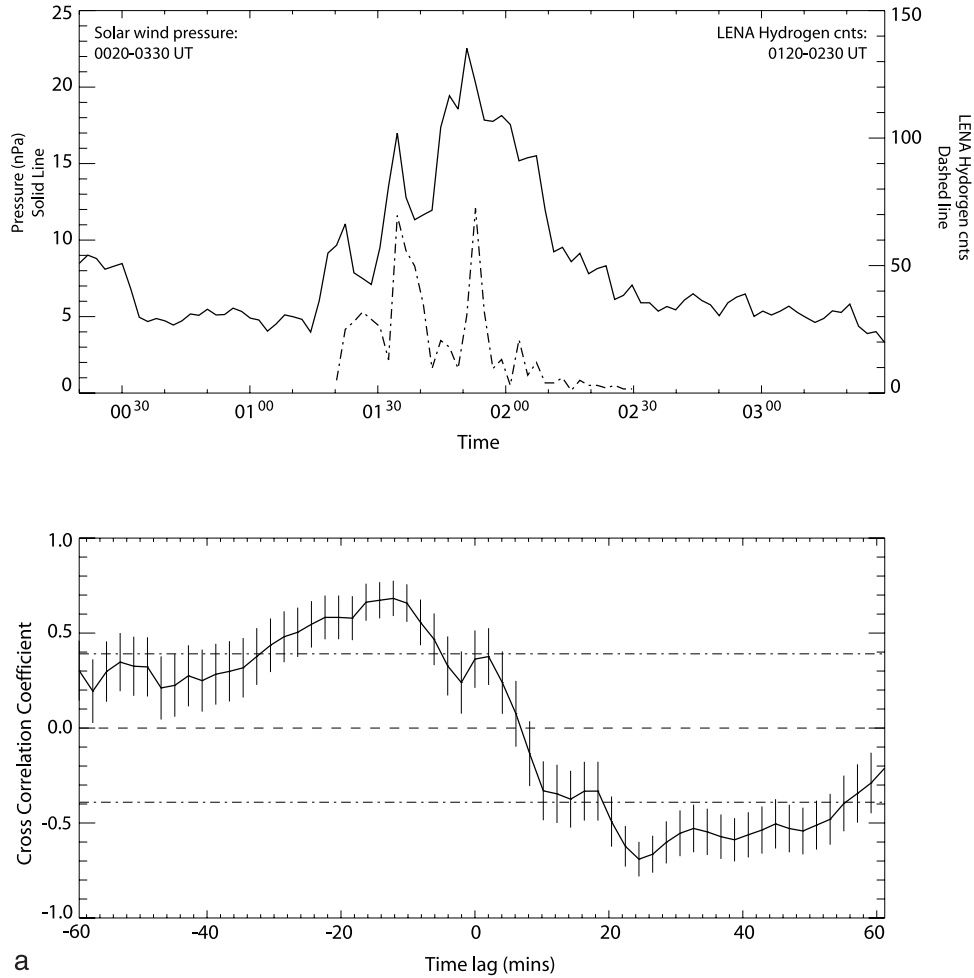 Solar wind pressure:
0020-0330 UT
LENA Hydrogen cnts:
0120-0230 UT
25
20
15
10
5
0
Pressure (nPa)
Solid Line
150
100
50
0
LENA Hydorgen cnts
Dashed line
00³⁰ 01⁰⁰ 01³⁰ 02⁰⁰ 02³⁰ 03⁰⁰
Time
1.0
0.5
0.0
-0.5
-1.0
Cross Correlation Coefficient
-60 -40 -20 0 20 40 60
Time lag (mins)
a